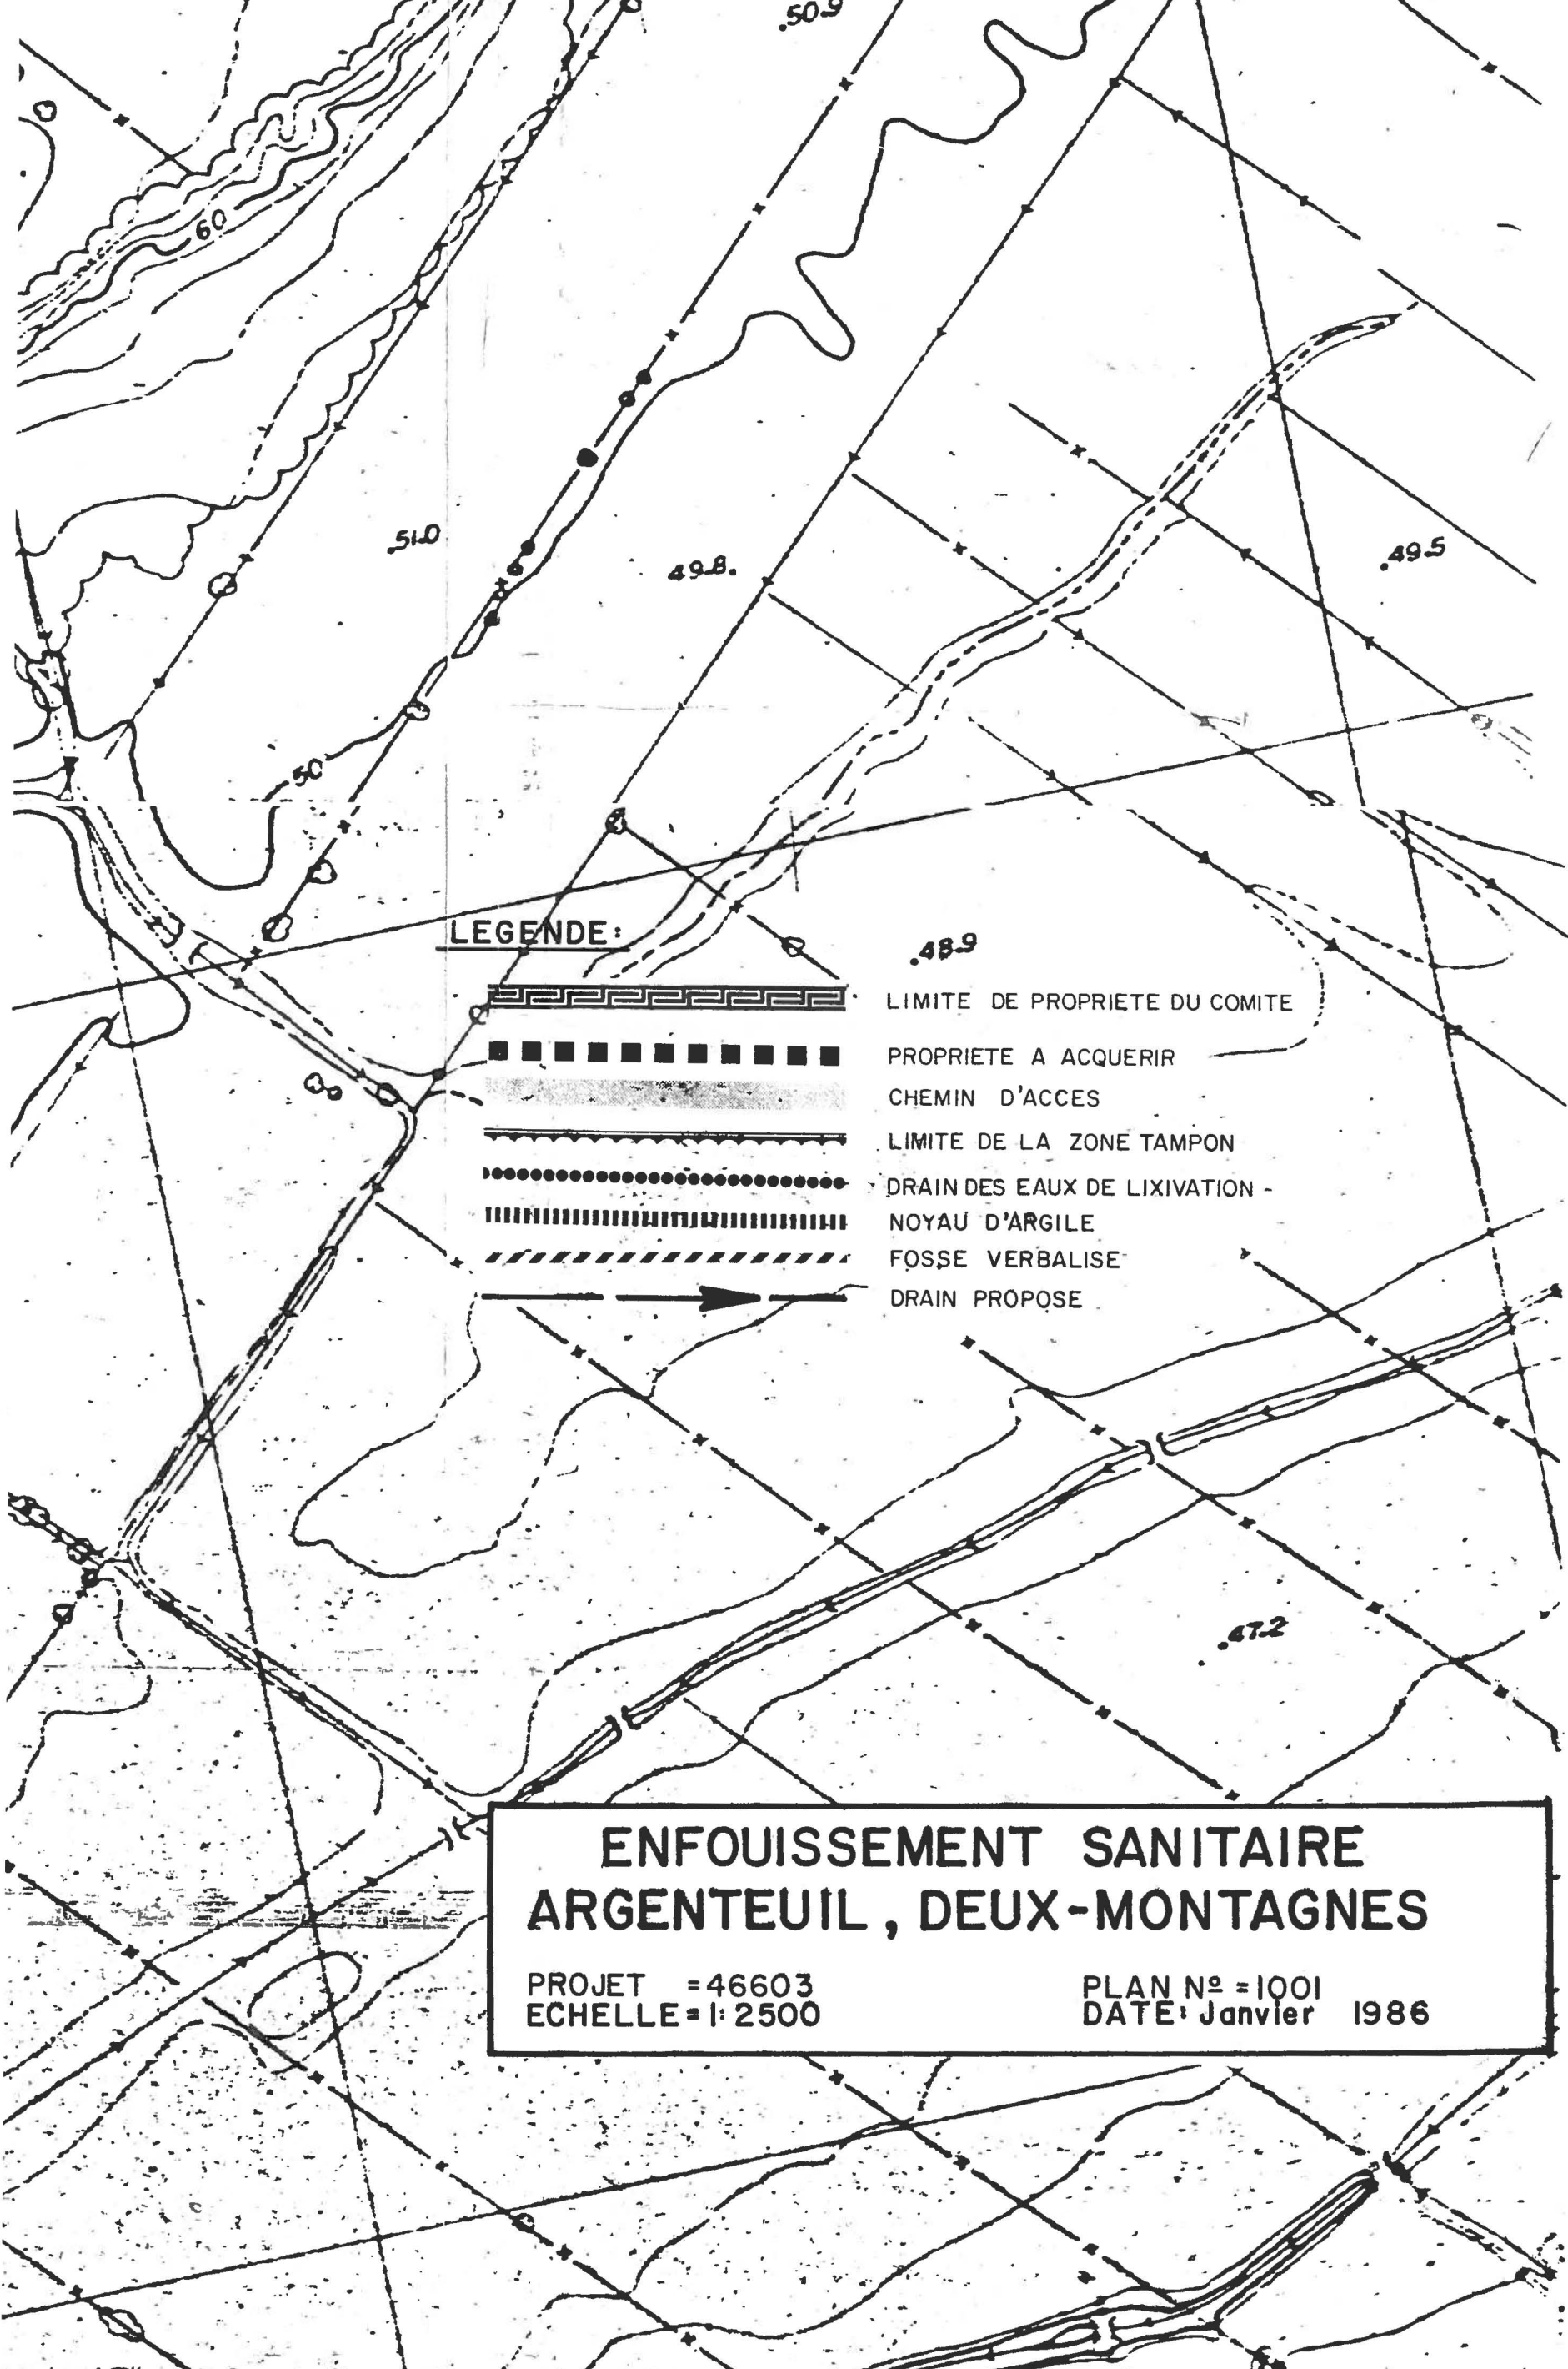 .50.9
60
.51.0
49.8.
.49.5
50
LEGENDE:
.48.9
LIMITE DE PROPRIETE DU COMITE
PROPRIETE A ACQUERIR
CHEMIN D'ACCES
LIMITE DE LA ZONE TAMPON
DRAIN DES EAUX DE LIXIVATION
NOYAU D'ARGILE
FOSSE VERBALISE
DRAIN PROPOSE
.47.2
ENFOUISSEMENT SANITAIRE
ARGENTEUIL, DEUX-MONTAGNES
PROJET =46603
PLAN Nº =1001
ECHELLE=1:2500
DATE: Janvier 1986